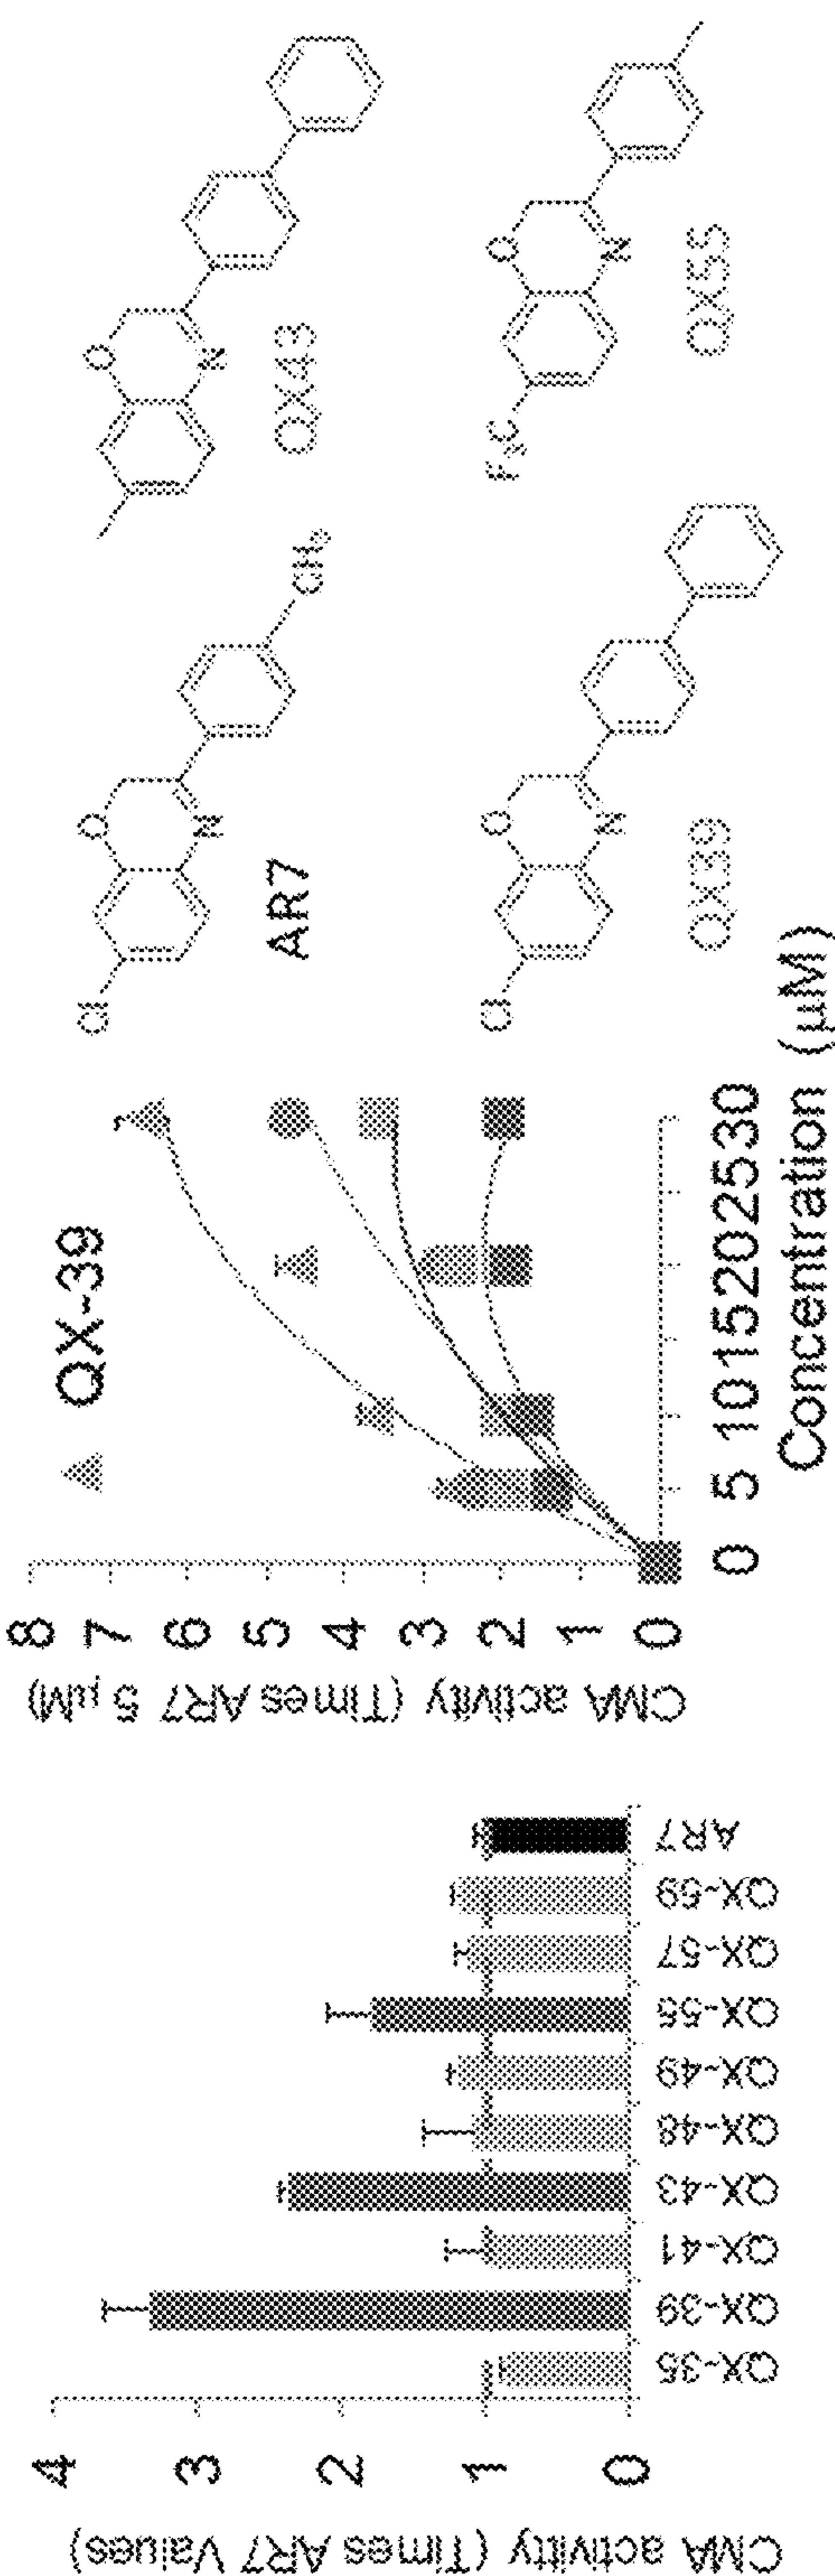 CMA activity (Times AR7 Values)
4
3
2
1
0
QX-35
QX-39
QX-41
QX-43
QX-48
QX-49
QX-55
QX-57
QX-59
AR7
CMA activity (Times AR7 5 µM)
8
7
6
5
4
3
2
1
0
QX-39
0 5 1015202530
Concentration (µM)
Cl
O
N
CH3
AR7
O
N
QX43
Cl
O
N
QX39
F3C
O
N
QX55